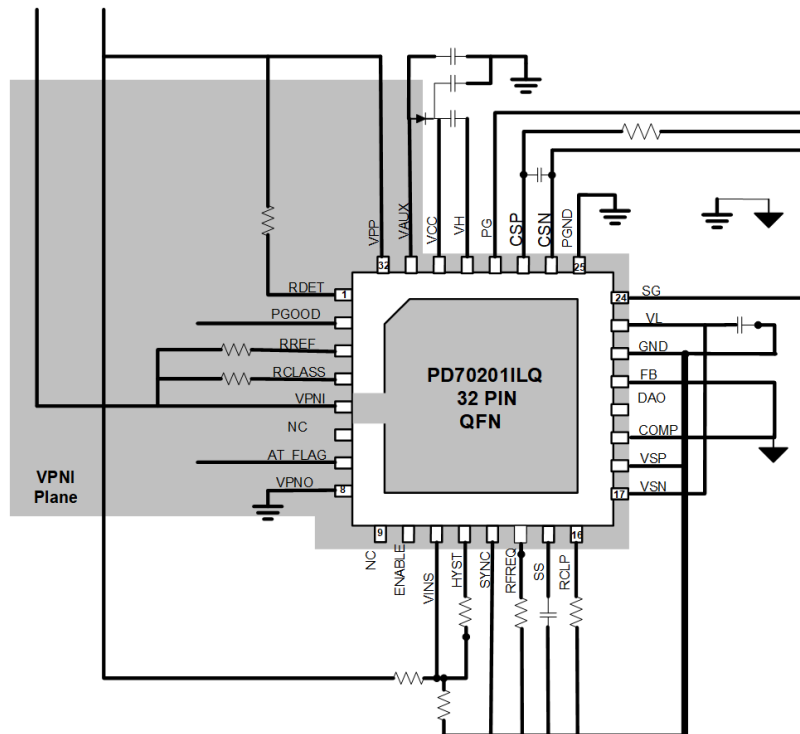 VPP
VAUX
VCC
VH
PG
CSP
CSN
PGND
32
25
RDET
1
24
SG
PGOOD
VL
RREF
GND
RCLASS
PD70201ILQ
FB
VPNI
32 PIN
DAO
NC
QFN
COMP
AT_FLAG
VSP
VPNI
Plane
VPNO
8
17
VSN
9
16
NC
ENABLE
VINS
HYST
SYNC
RFREQ
SS
RCLP